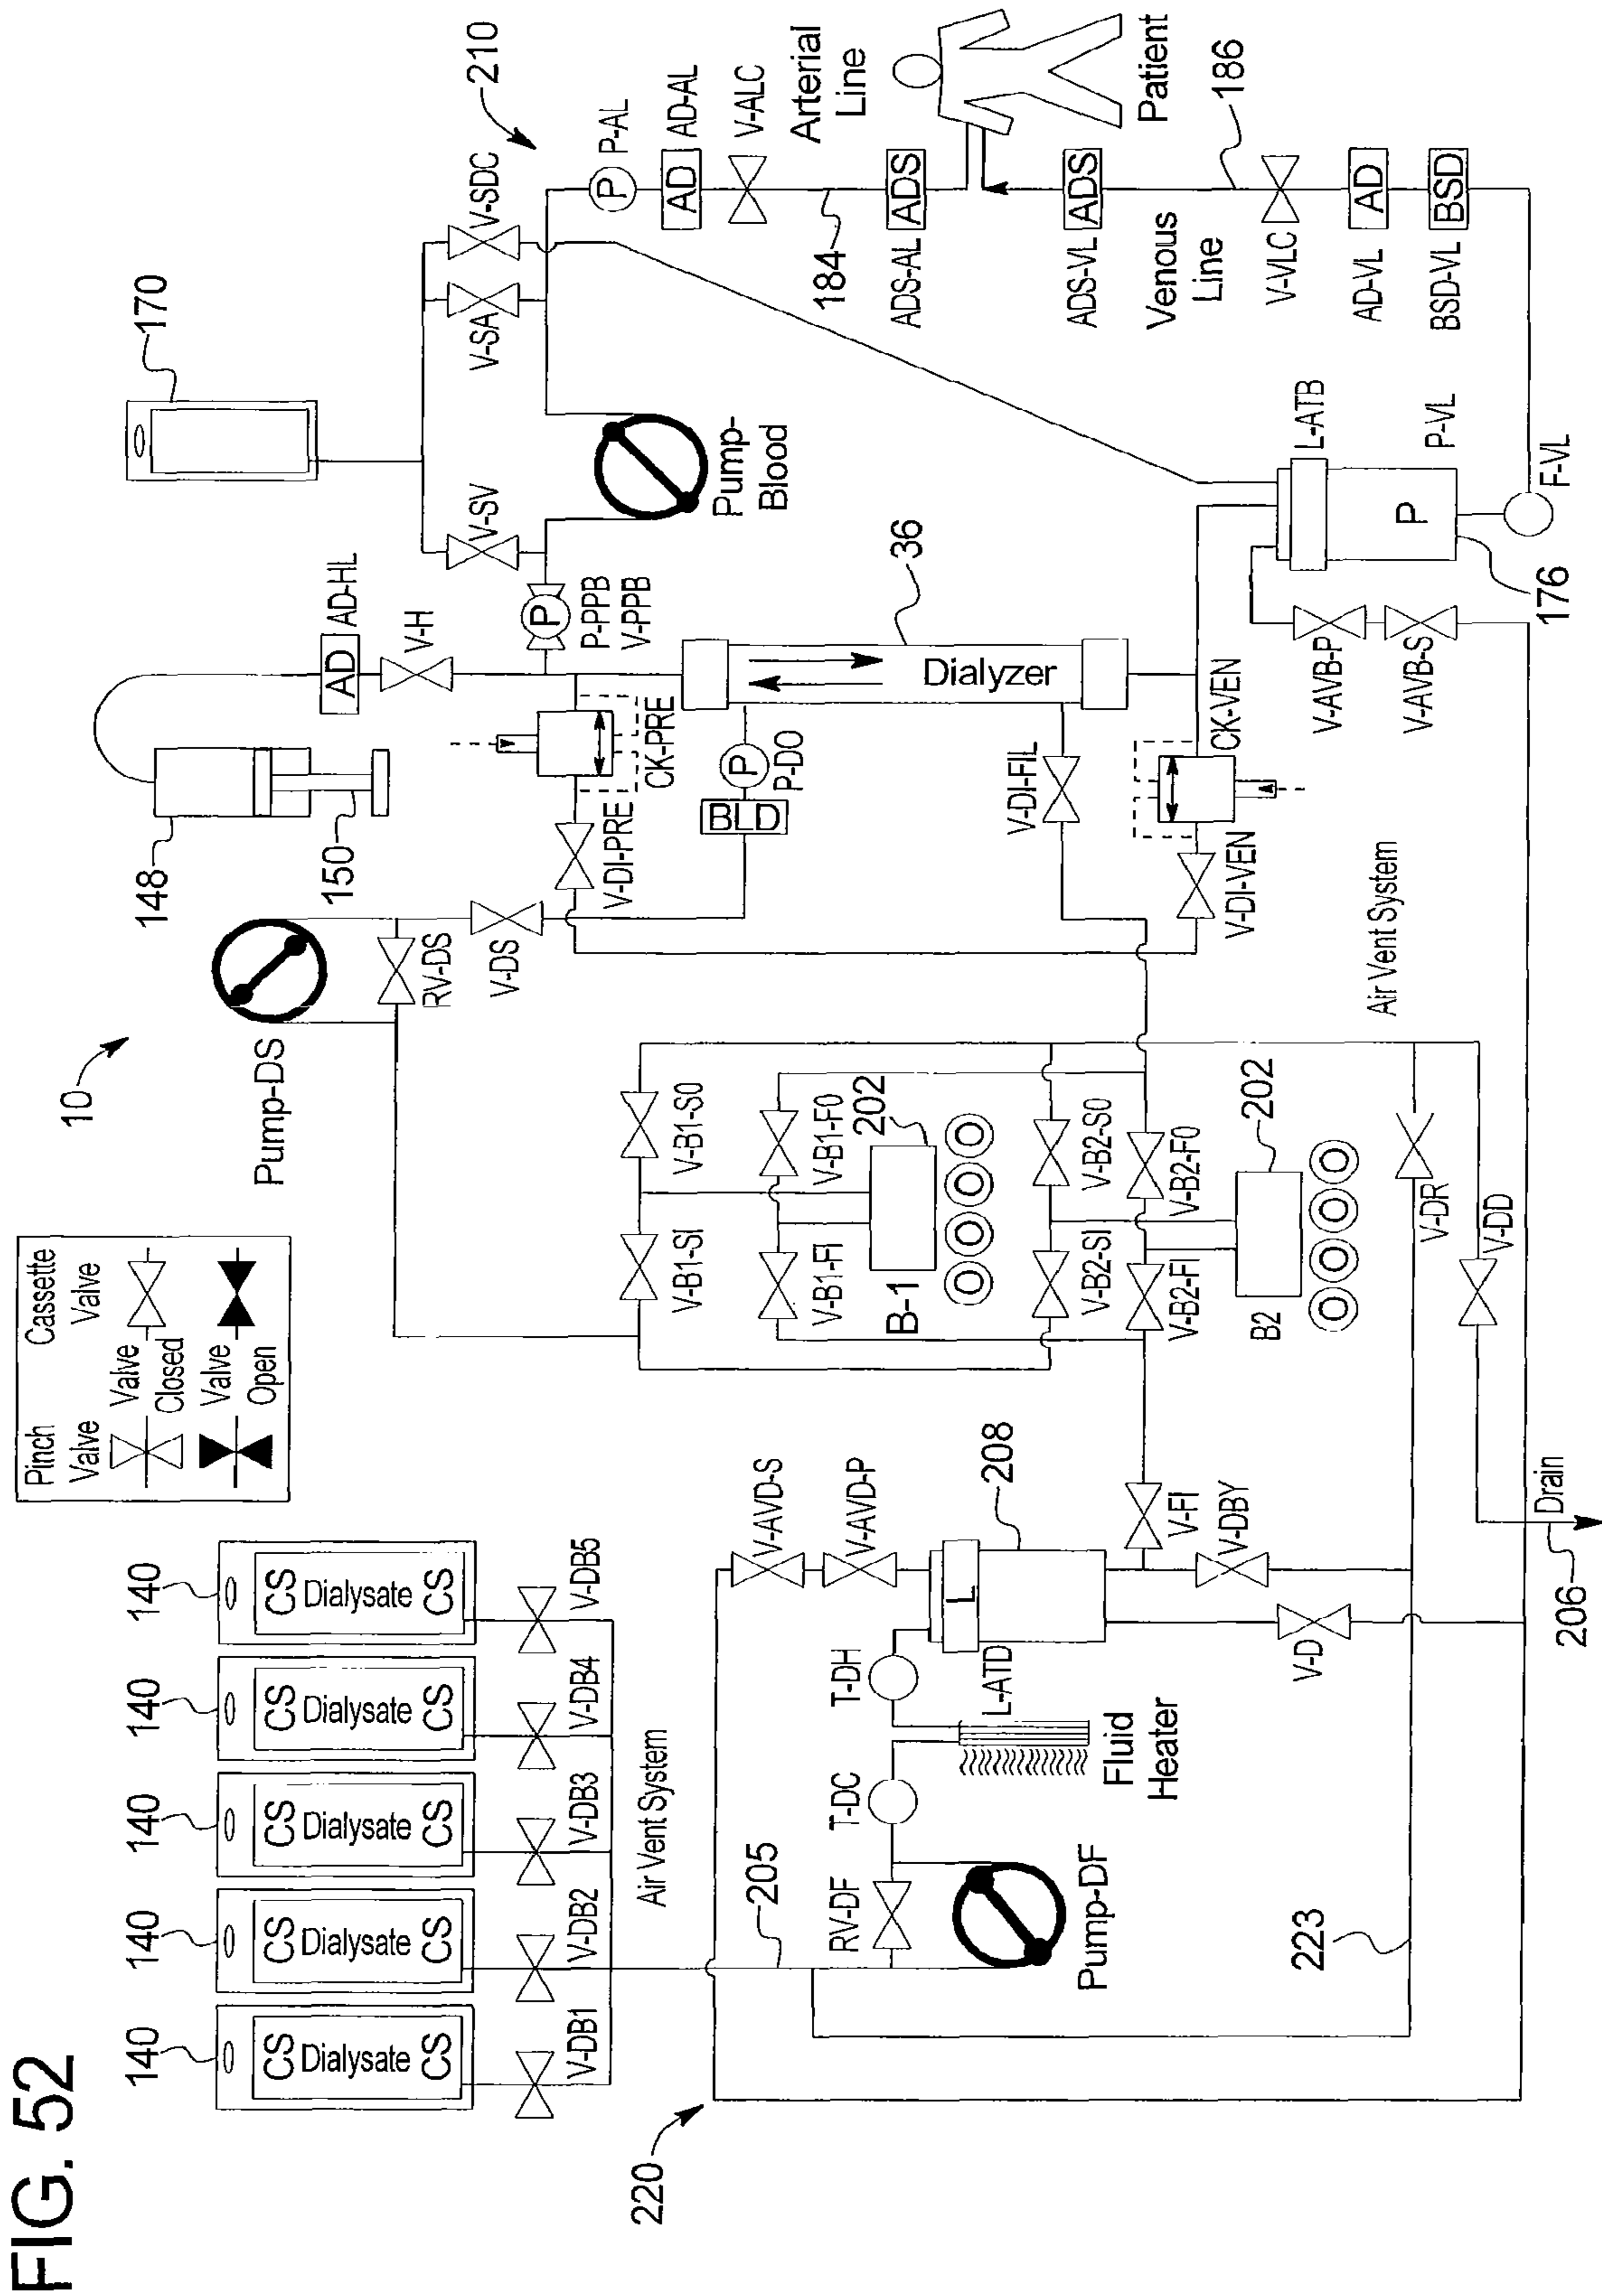 FIG. 52
10
Pinch Valve
Cassette Valve
Valve Closed
Valve Open
140
140
140
140
140
CS Dialysate CS
CS Dialysate CS
CS Dialysate CS
CS Dialysate CS
CS Dialysate CS
V-DB1
V-DB2
V-DB3
V-DB4
V-DB5
Air Vent System
220
205
RV-DF
Pump-DF
T-DC
Fluid Heater
T-DH
L-ATD
L
V-AVD-S
V-AVD-P
208
V-FI
V-DBY
V-D
223
Drain
206
Pump-DS
RV-DS
V-DS
V-B1-SI
V-B1-S0
V-B1-FI
V-B1-F0
B-1
202
V-B2-SI
V-B2-S0
V-B2-FI
V-B2-F0
B2
202
V-DR
V-DD
Air Vent System
148
150
AD
AD-HL
V-H
CK-PRE
V-DI-PRE
BLD
P
P-DO
V-DI-FIL
V-DI-VEN
CK-VEN
Dialyzer
36
P
P-PPB
V-PPB
V-SV
170
V-SA
V-SDC
210
Pump-Blood
P
P-AL
AD
AD-AL
V-ALC
Arterial Line
184
ADS
ADS-AL
Patient
ADS
ADS-VL
Venous Line
186
V-VLC
AD
AD-VL
BSD
BSD-VL
L-ATB
P
P-VL
F-VL
176
V-AVB-P
V-AVB-S